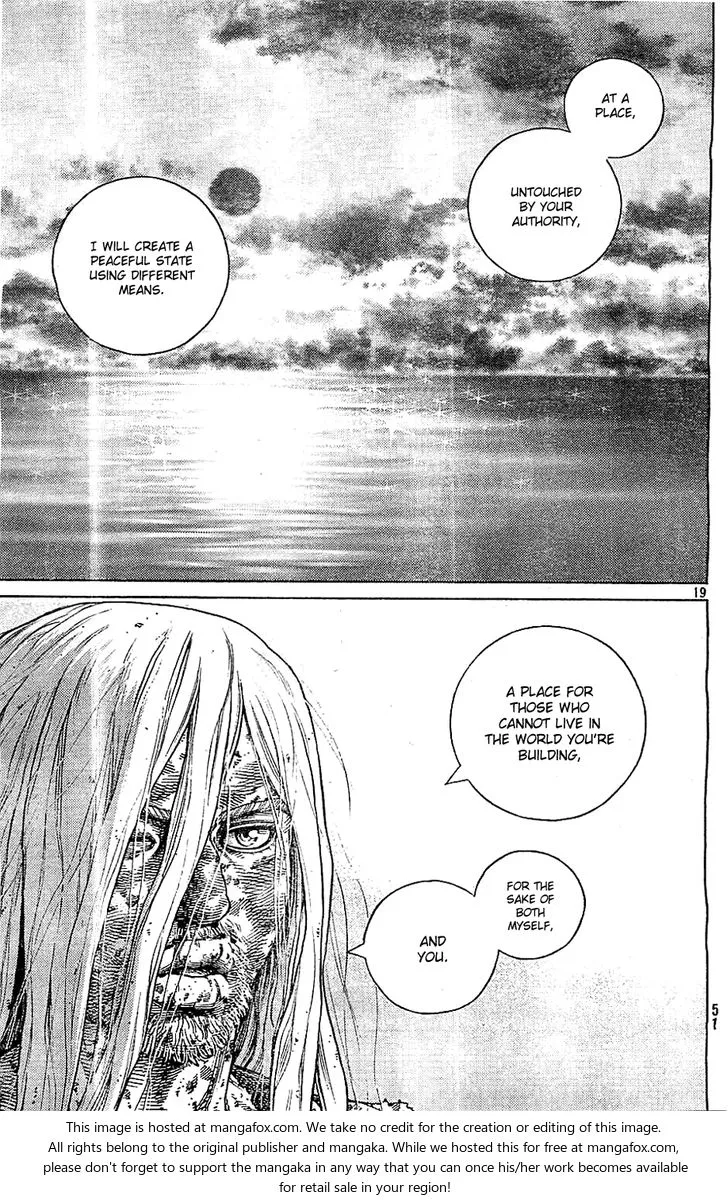 AT A
PLACE,
UNTOUCHED
BY YOUR
AUTHORITY,
I WILL CREATE A
PEACEFUL STATE
USING DIFFERENT
MEANS.
19
A PLACE FOR
THOSE WHO
CANNOT LIVE IN
THE WORLD YOU'RE
BUILDING,
FOR THE
SAKE OF
BOTH
MYSELF,
AND
YOU.
51
This image is hosted at mangafox.com. We take no credit for the creation or editing of this image.
All rights belong to the original publisher and mangaka. While we hosted this for free at mangafox.com,
please don't forget to support the mangaka in any way that you can once his/her work becomes available
for retail sale in your region!